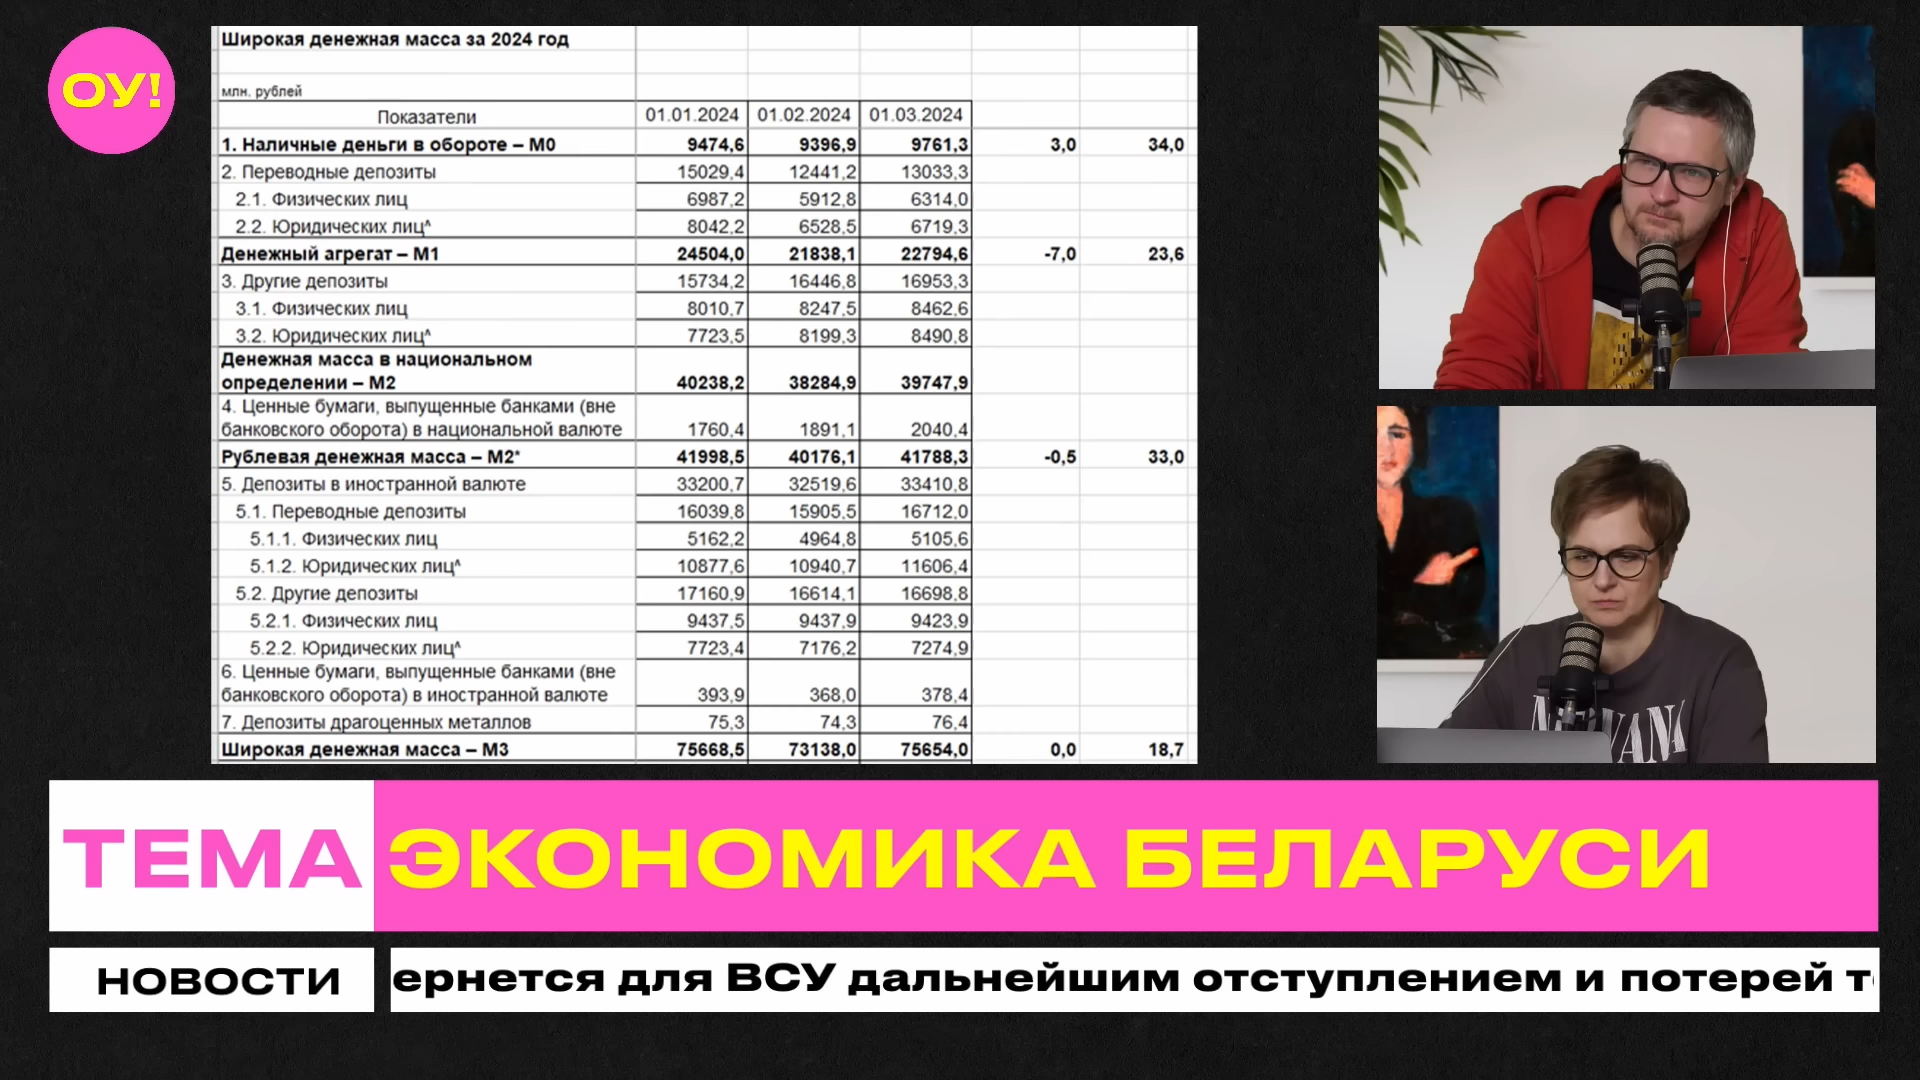 ОУ!
Широкая денежная масса за 2024 год
млн. рублей
Показатели 01.01.2024 01.02.2024 01.03.2024
1. Наличные деньги в обороте – М0 9474,6 9396,9 9761,3 3,0 34,0
2. Переводные депозиты 15029,4 12441,2 13033,3
2.1. Физических лиц 6987,2 5912,8 6314,0
2.2. Юридических лиц^ 8042,2 6528,5 6719,3
Денежный агрегат – М1 24504,0 21838,1 22794,6 -7,0 23,6
3. Другие депозиты 15734,2 16446,8 16953,3
3.1. Физических лиц 8010,7 8247,5 8462,6
3.2. Юридических лиц^ 7723,5 8199,3 8490,8
Денежная масса в национальном
определении – М2 40238,2 38284,9 39747,9
4. Ценные бумаги, выпущенные банками (вне
банковского оборота) в национальной валюте 1760,4 1891,1 2040,4
Рублевая денежная масса – М2* 41998,5 40176,1 41788,3 -0,5 33,0
5. Депозиты в иностранной валюте 33200,7 32519,6 33410,8
5.1. Переводные депозиты 16039,8 15905,5 16712,0
5.1.1. Физических лиц 5162,2 4964,8 5105,6
5.1.2. Юридических лиц^ 10877,6 10940,7 11606,4
5.2. Другие депозиты 17160,9 16614,1 16698,8
5.2.1. Физических лиц 9437,5 9437,9 9423,9
5.2.2. Юридических лиц^ 7723,4 7176,2 7274,9
6. Ценные бумаги, выпущенные банками (вне
банковского оборота) в иностранной валюте 393,9 368,0 378,4
7. Депозиты драгоценных металлов 75,3 74,3 76,4
Широкая денежная масса – М3 75668,5 73138,0 75654,0 0,0 18,7
ТЕМА ЭКОНОМИКА БЕЛАРУСИ
НОВОСТИ ернется для ВСУ дальнейшим отступлением и потерей